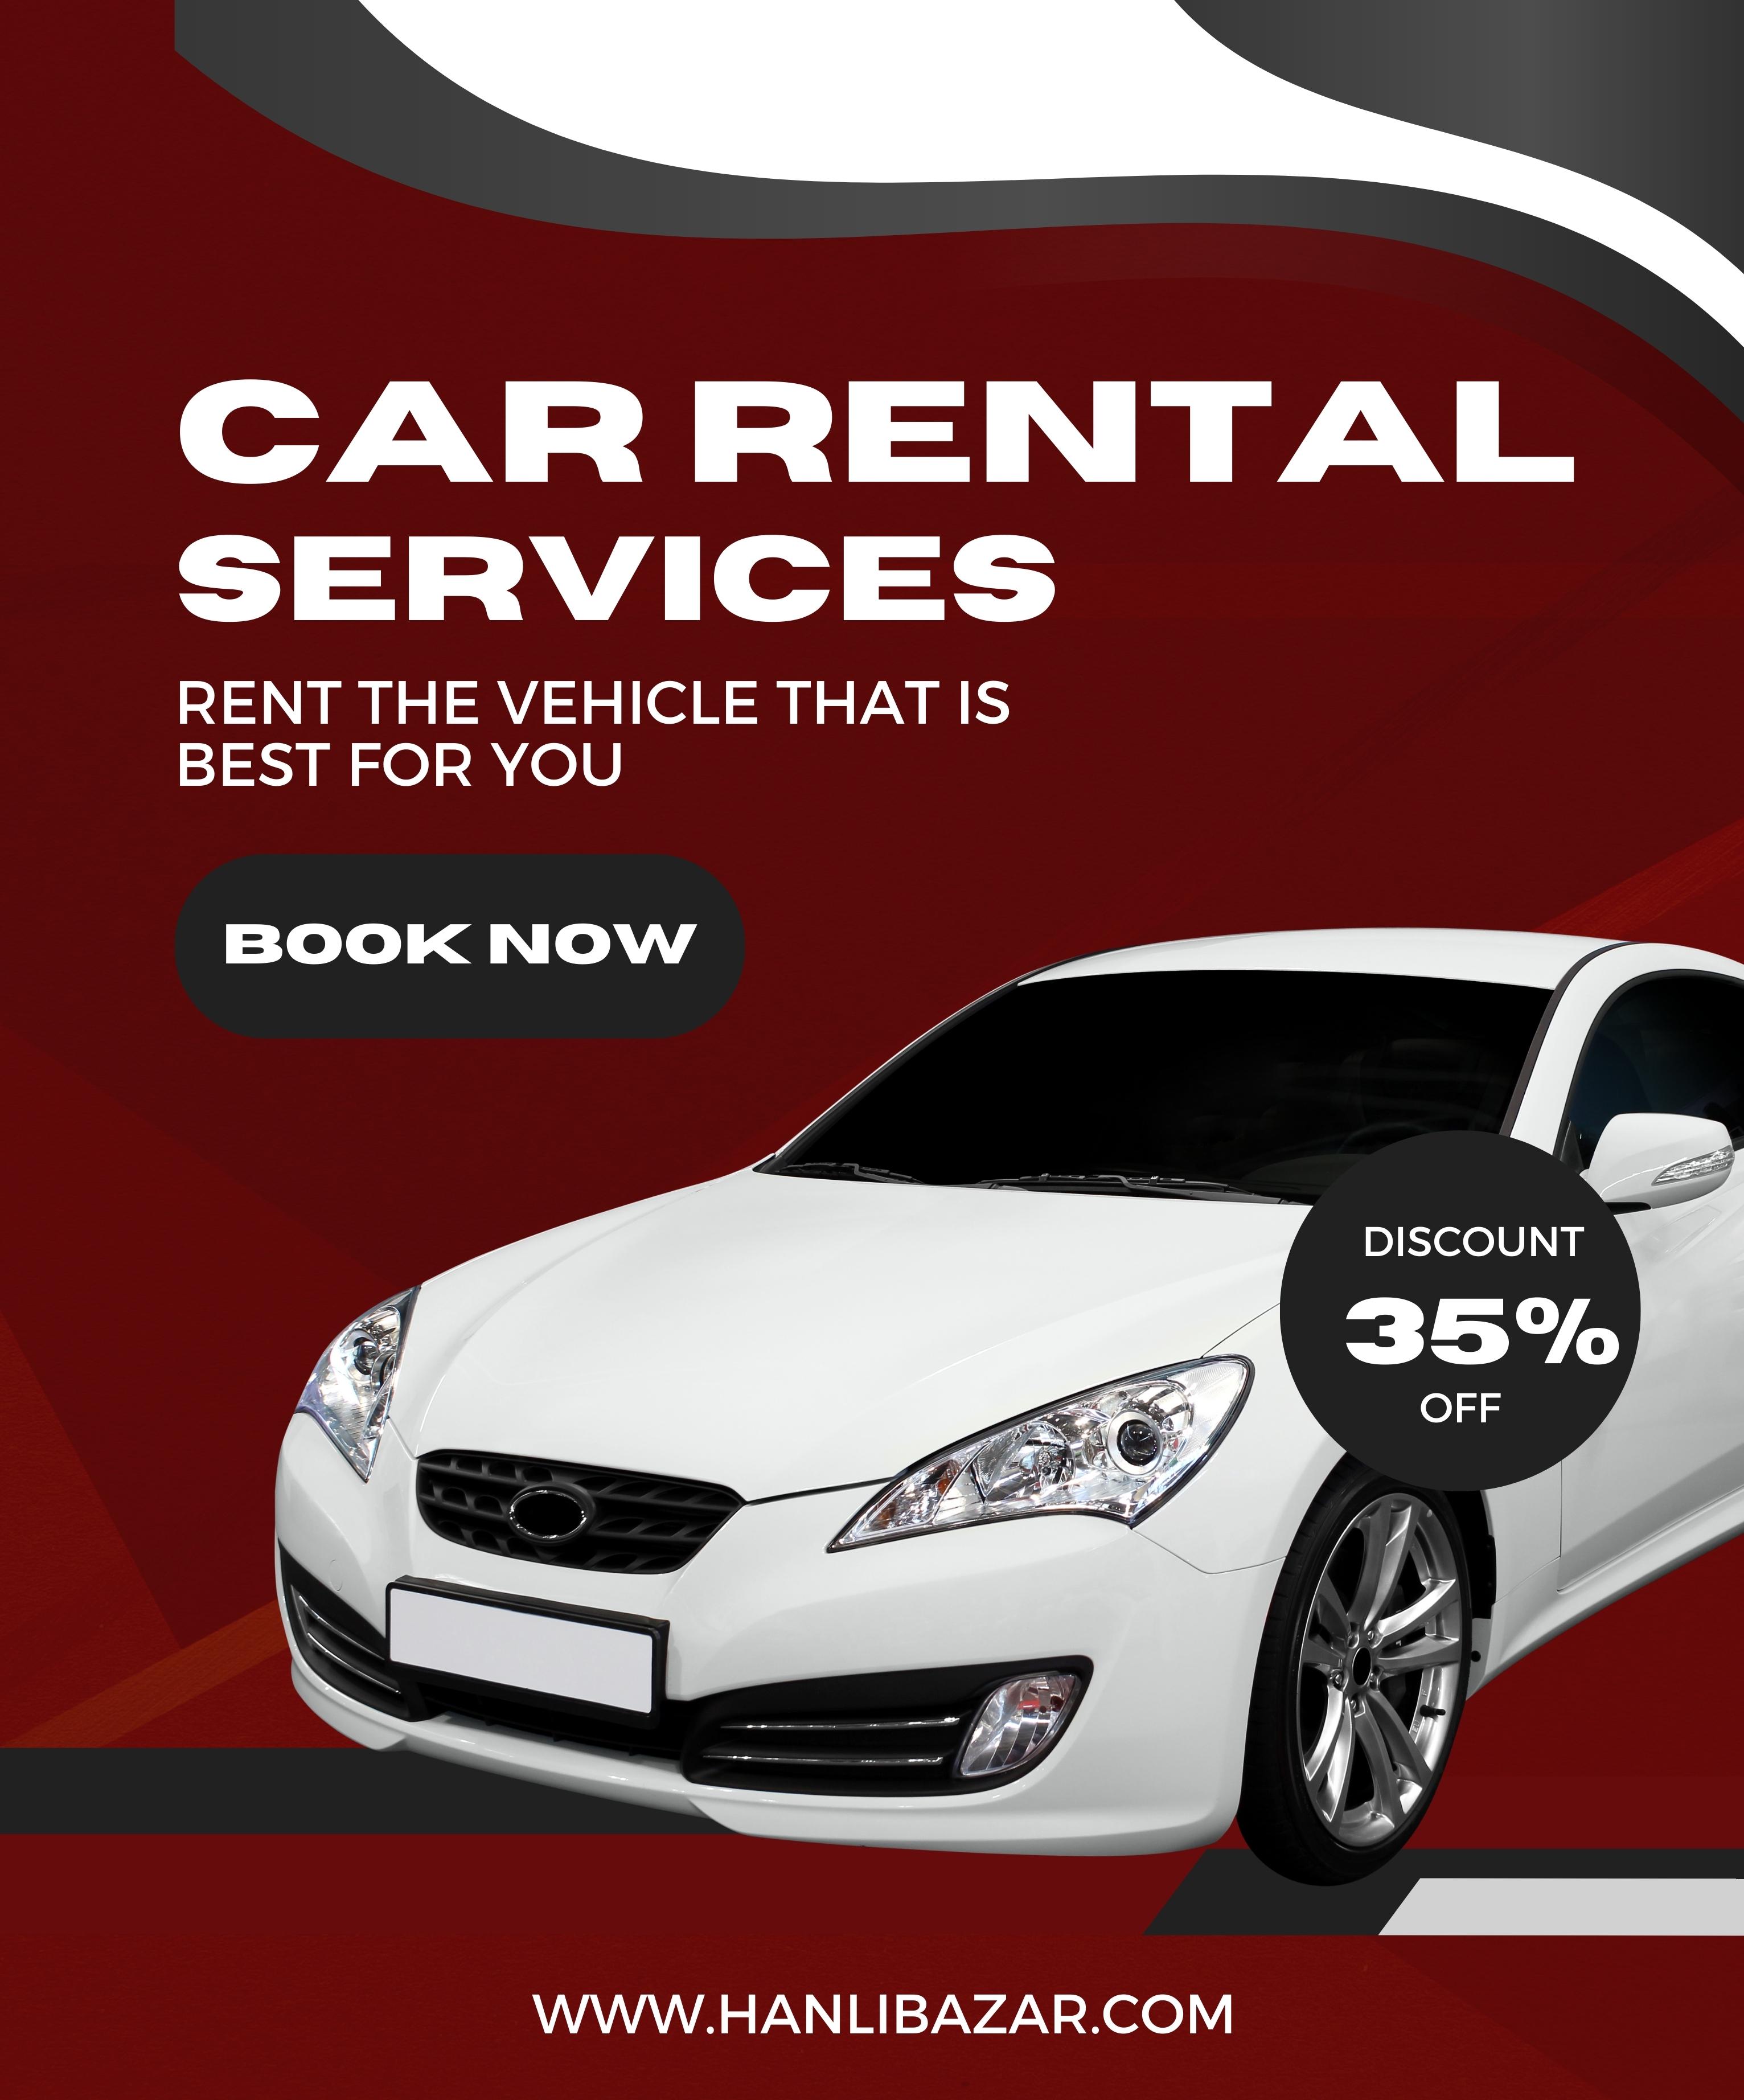 CAR RENTAL
SERVICES
RENT THE VEHICLE THAT IS
BEST FOR YOU
BOOK NOW
DISCOUNT
35%
OFF
WWW.HANLIBAZAR.COM